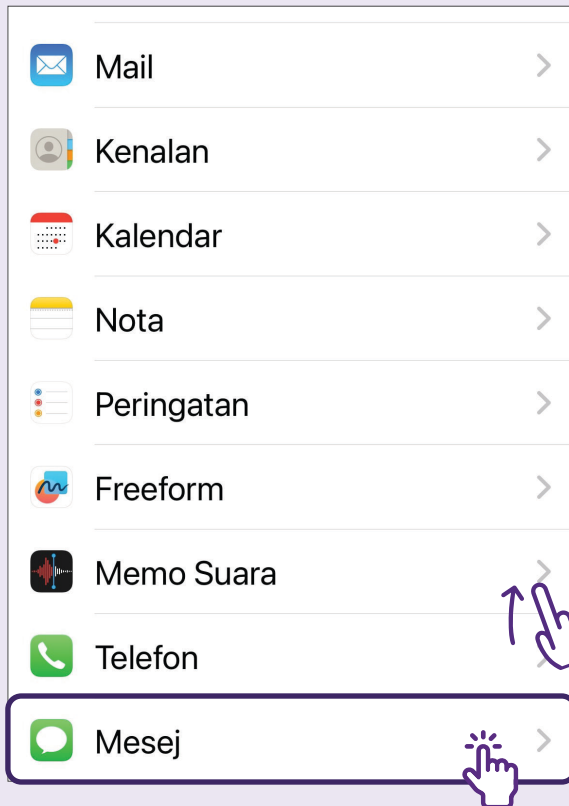 Mail
Kenalan
Kalendar
Nota
Peringatan
Freeform
Memo Suara
Telefon
Mesej